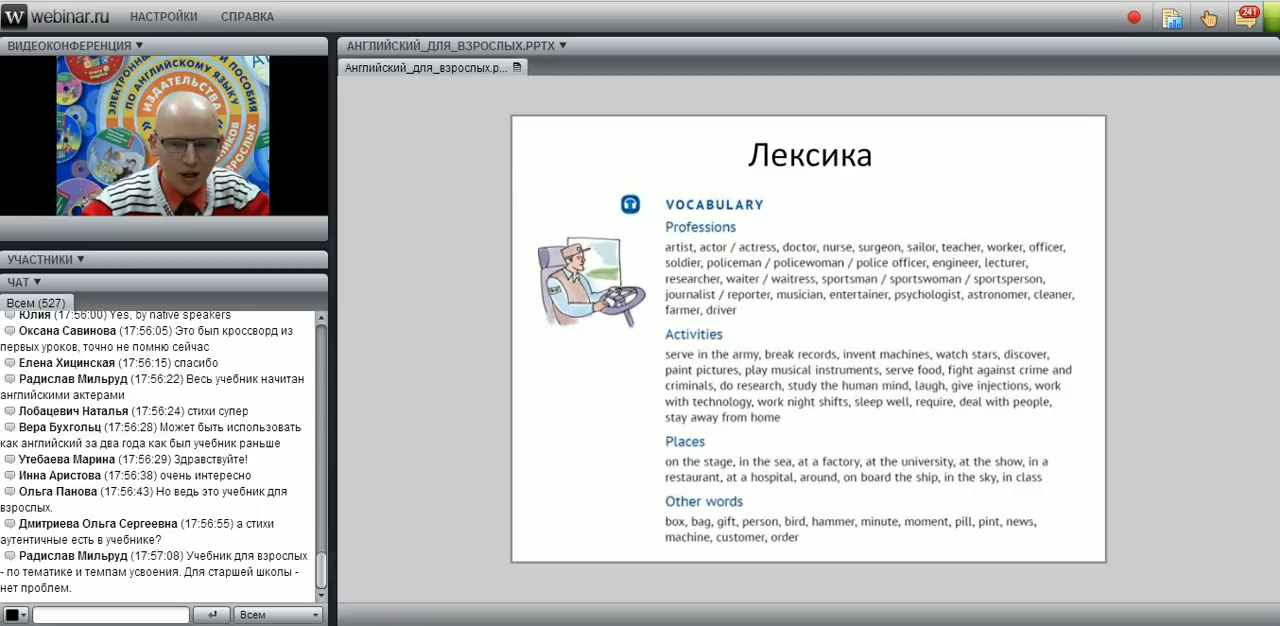 W webinar.ru НАСТРОЙКИ СПРАВКА
241
ВИДЕОКОНФЕРЕНЦИЯ
ЭЛЕКТРОННЫЕ ПОСОБИЯ
ПО АНГЛИЙСКОМУ ЯЗЫКУ
ИЗДАТЕЛЬСТВА
УЧАСТНИКИ
ЧАТ
Всем (527)
Юлия (17:56:00) Yes, by native speakers
Оксана Савинова (17:56:05) Это был кроссворд из
первых уроков, точно не помню сейчас
Елена Хицинская (17:56:15) спасибо
Радислав Мильруд (17:56:22) Весь учебник начитан
английскими актерами
Лобацевич Наталья (17:56:24) стихи супер
Вера Бухгольц (17:56:28) Может быть использовать
как английский за два года как был учебник раньше
Утебаева Марина (17:56:29) Здравствуйте!
Инна Аристова (17:56:38) очень интересно
Ольга Панова (17:56:43) Но ведь это учебник для
взрослых.
Дмитриева Ольга Сергеевна (17:56:55) а стихи
аутентичные есть в учебнике?
Радислав Мильруд (17:57:08) Учебник для взрослых
- по тематике и темпам усвоения. Для старшей школы -
нет проблем.
Всем
АНГЛИЙСКИЙ_ДЛЯ_ВЗРОСЛЫХ.PPTX
Английский_для_взрослых.p...
Лексика
VOCABULARY
Professions
artist, actor / actress, doctor, nurse, surgeon, sailor, teacher, worker, officer,
soldier, policeman / policewoman / police officer, engineer, lecturer,
researcher, waiter / waitress, sportsman / sportswoman / sportsperson,
journalist / reporter, musician, entertainer, psychologist, astronomer, cleaner,
farmer, driver
Activities
serve in the army, break records, invent machines, watch stars, discover,
paint pictures, play musical instruments, serve food, fight against crime and
criminals, do research, study the human mind, laugh, give injections, work
with technology, work night shifts, sleep well, require, deal with people,
stay away from home
Places
on the stage, in the sea, at a factory, at the university, at the show, in a
restaurant, at a hospital, around, on board the ship, in the sky, in class
Other words
box, bag, gift, person, bird, hammer, minute, moment, pill, pint, news,
machine, customer, order